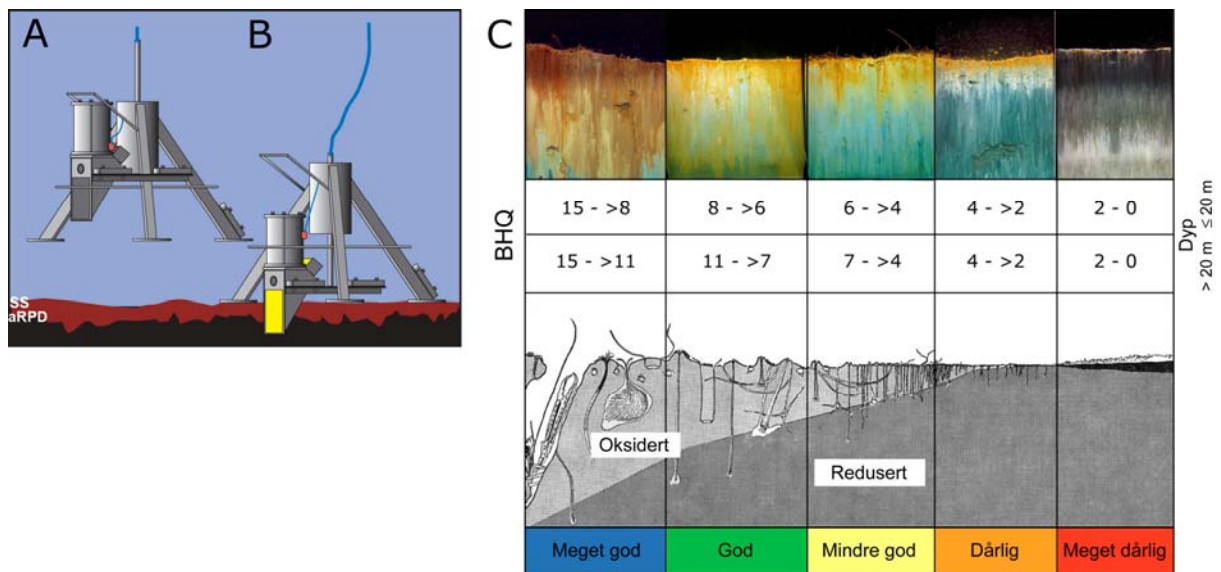 A
B
SS
aRPD
C
BHQ
15 - >8
8 - >6
6 - >4
4 - >2
2 - 0
15 - >11
11 - >7
7 - >4
4 - >2
2 - 0
Dyp
> 20 m ≤ 20 m
Oksidert
Redusert
Meget god
God
Mindre god
Dårlig
Meget dårlig